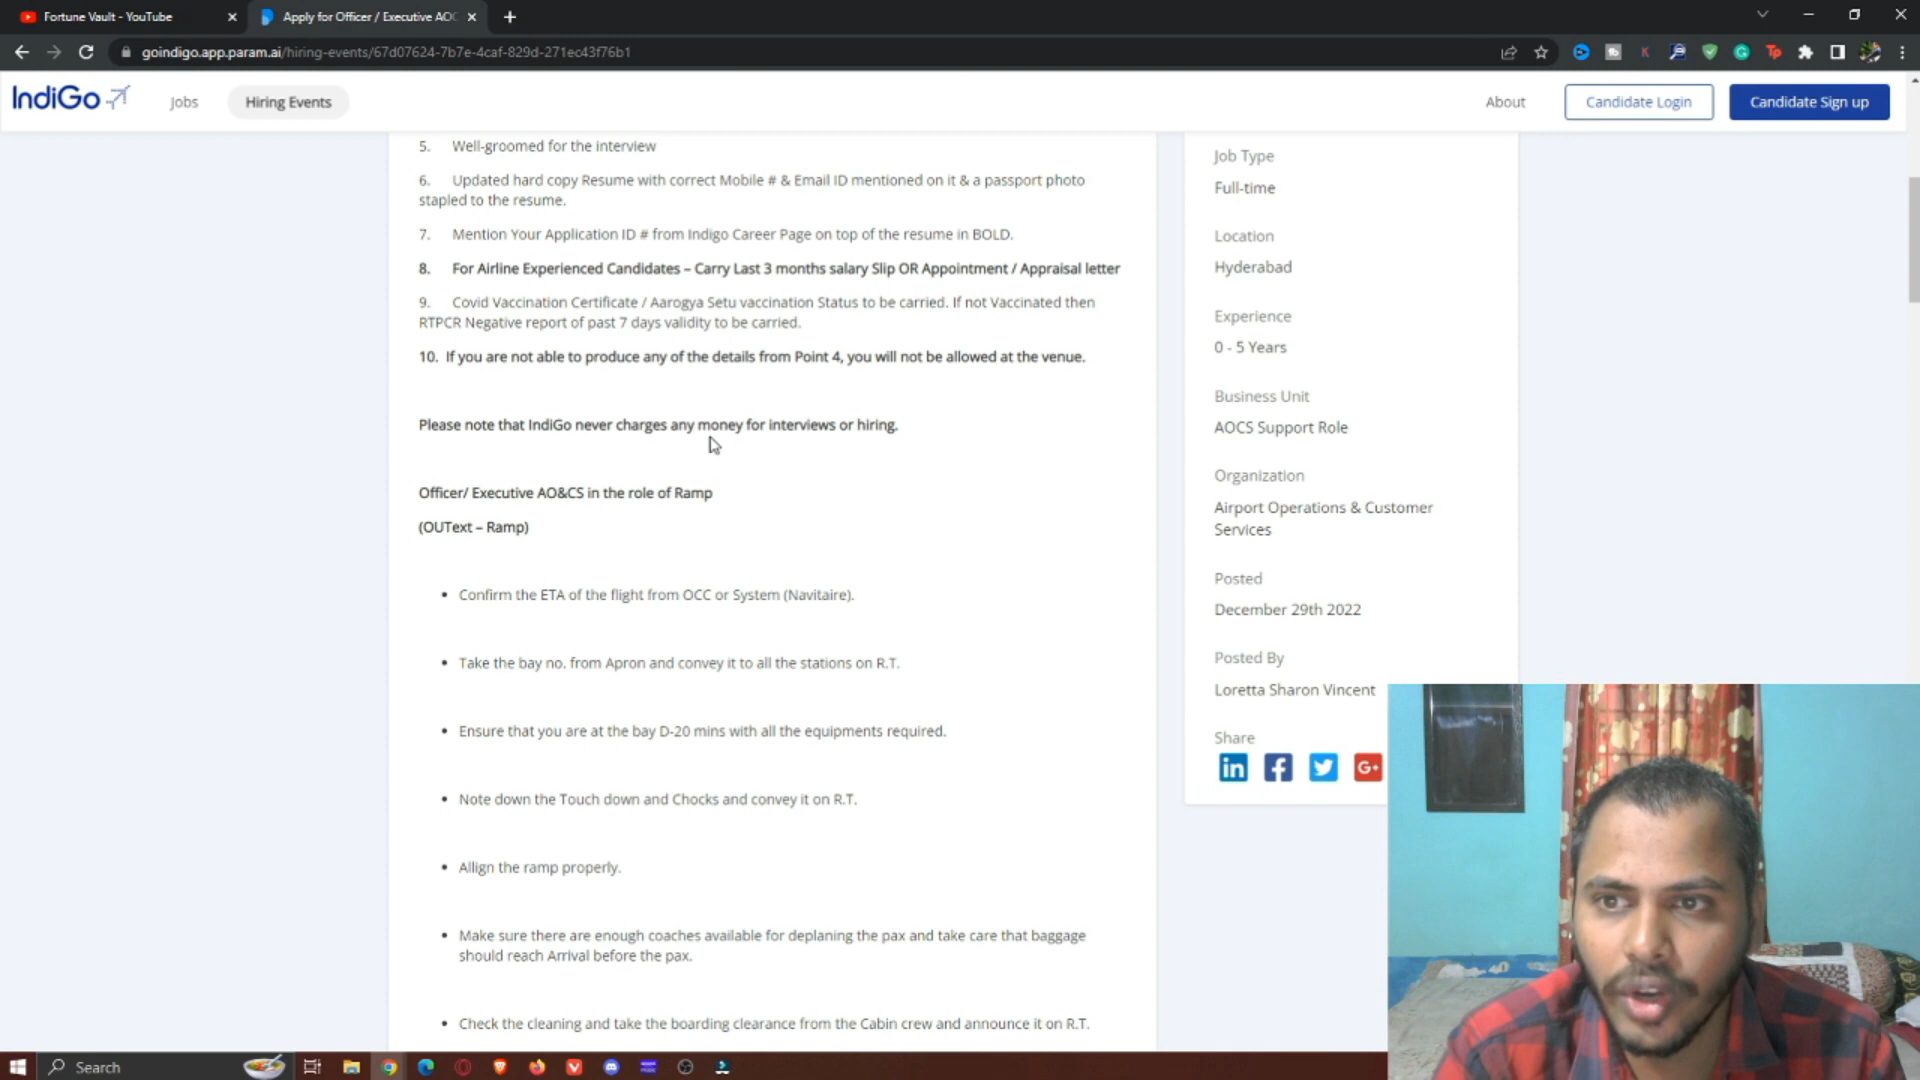 Fortune Vault - YouTube
Apply for Officer / Executive AOC
goindigo.app.param.ai/hiring-events/67d07624-7b7e-4caf-829d-271ec43f76b1
IndiGo
Jobs
Hiring Events
About
Candidate Login
Candidate Sign up
5. Well-groomed for the interview
6. Updated hard copy Resume with correct Mobile # & Email ID mentioned on it & a passport photo
stapled to the resume.
7. Mention Your Application ID # from Indigo Career Page on top of the resume in BOLD.
8. For Airline Experienced Candidates – Carry Last 3 months salary Slip OR Appointment / Appraisal letter
9. Covid Vaccination Certificate / Aarogya Setu vaccination Status to be carried. If not Vaccinated then
RTPCR Negative report of past 7 days validity to be carried.
10. If you are not able to produce any of the details from Point 4, you will not be allowed at the venue.
Please note that IndiGo never charges any money for interviews or hiring.
Officer/ Executive AO&CS in the role of Ramp
(OUText – Ramp)
• Confirm the ETA of the flight from OCC or System (Navitaire).
• Take the bay no. from Apron and convey it to all the stations on R.T.
• Ensure that you are at the bay D-20 mins with all the equipments required.
• Note down the Touch down and Chocks and convey it on R.T.
• Allign the ramp properly.
• Make sure there are enough coaches available for deplaning the pax and take care that baggage
should reach Arrival before the pax.
• Check the cleaning and take the boarding clearance from the Cabin crew and announce it on R.T.
Job Type
Full-time
Location
Hyderabad
Experience
0 - 5 Years
Business Unit
AOCS Support Role
Organization
Airport Operations & Customer
Services
Posted
December 29th 2022
Posted By
Loretta Sharon Vincent
Share
in
f
G+
Search